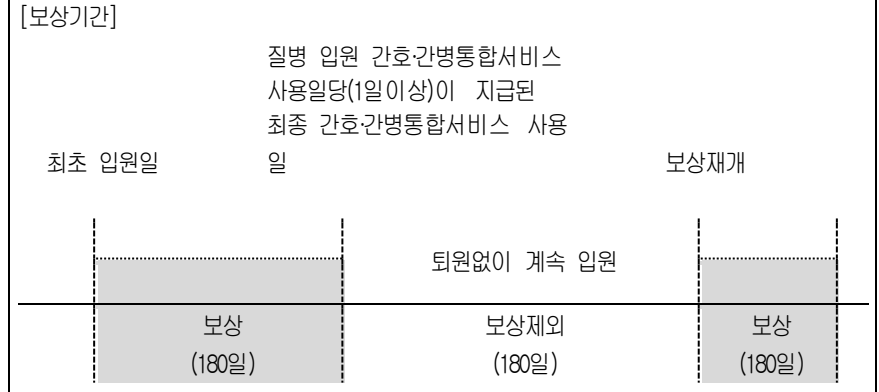 [보상기간]
질병 입원 간호·간병통합서비스
사용일당(1일이상)이 지급된
최종 간호·간병통합서비스 사용
최초 입원일 일 보상재개
퇴원없이 계속 입원
보상 보상제외 보상
(180일) (180일) (180일)